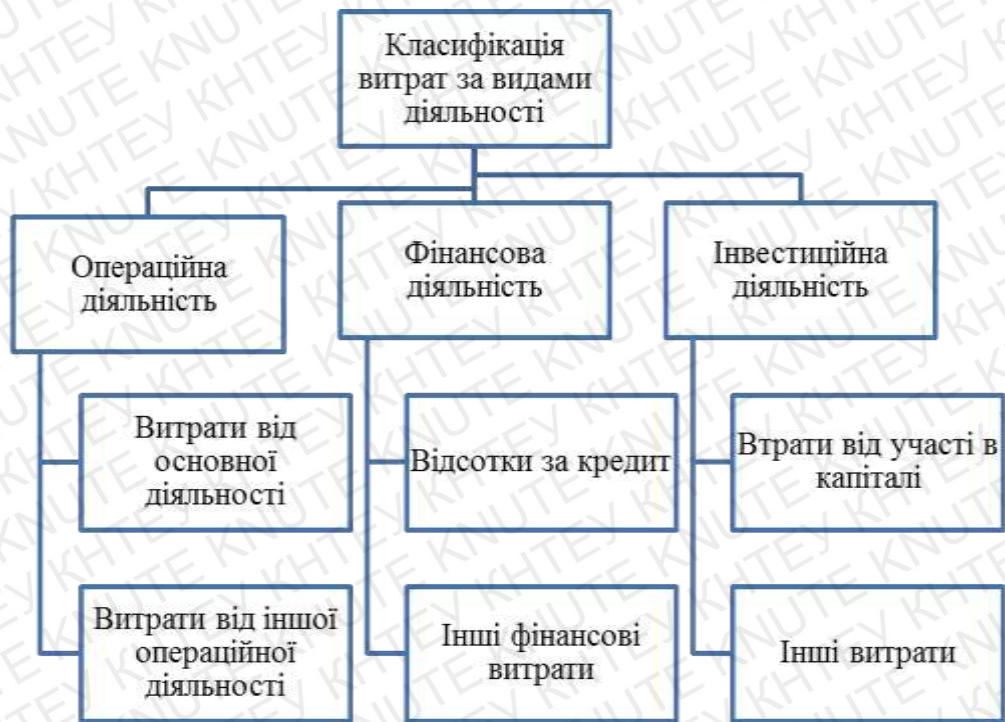 Класифікація
витрат за видами
діяльності
Операційна
діяльність
Фінансова
діяльність
Інвестиційна
діяльність
Витрати від
основної
діяльності
Відсотки за кредит
Втрати від участі в
капіталі
Витрати від іншої
операційної
діяльності
Інші фінансові
витрати
Інші витрати